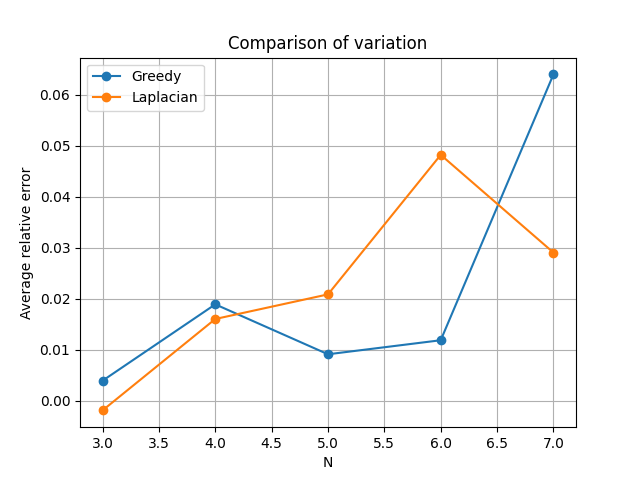 Comparison of variation
Greedy
Laplacian
Average relative error
0.06
0.05
0.04
0.03
0.02
0.01
0.00
3.0 3.5 4.0 4.5 5.0 5.5 6.0 6.5 7.0
N